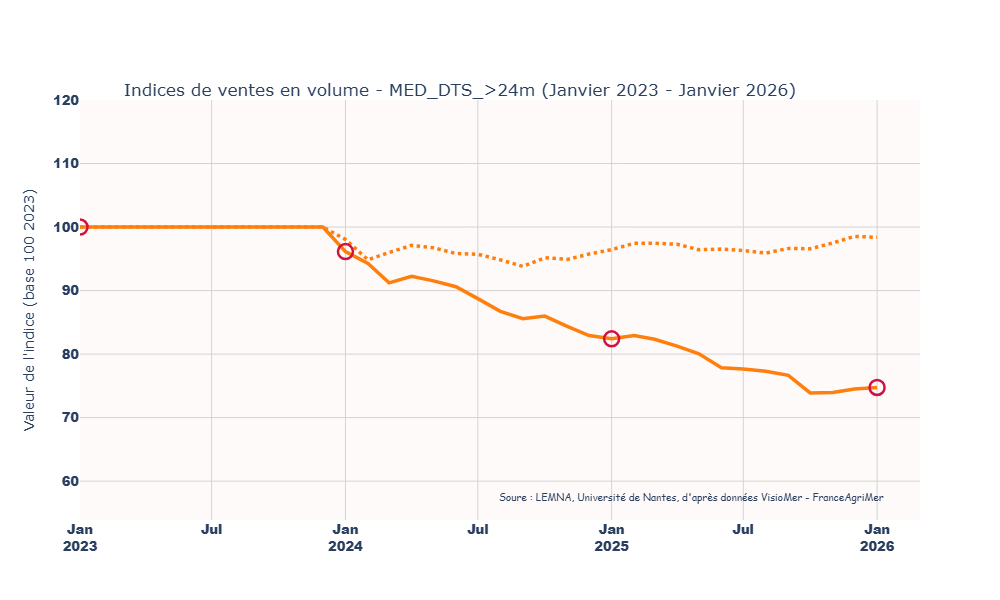 Indices de ventes en volume - MED_DTS_>24m (Janvier 2023 - Janvier 2026)
120
110
100
90
80
70
60
Valeur de l'indice (base 100 2023)
Soure : LEMNA, Université de Nantes, d'après données VisioMer - FranceAgriMer
Jan Jul Jan Jul Jan Jul Jan
2023 2024 2025 2026